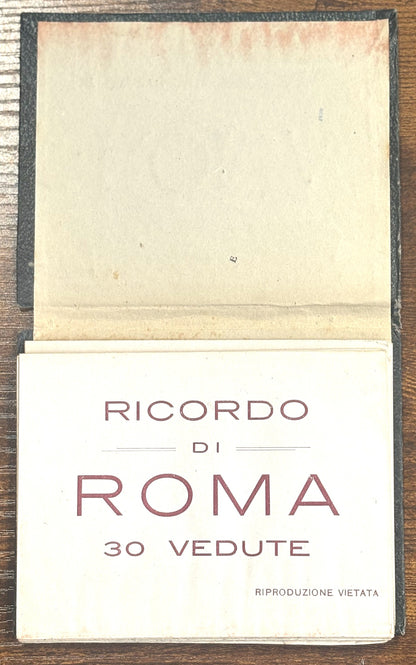 RICORDO
DI
ROMA
30 VEDUTE
RIPRODUZIONE VIETATA